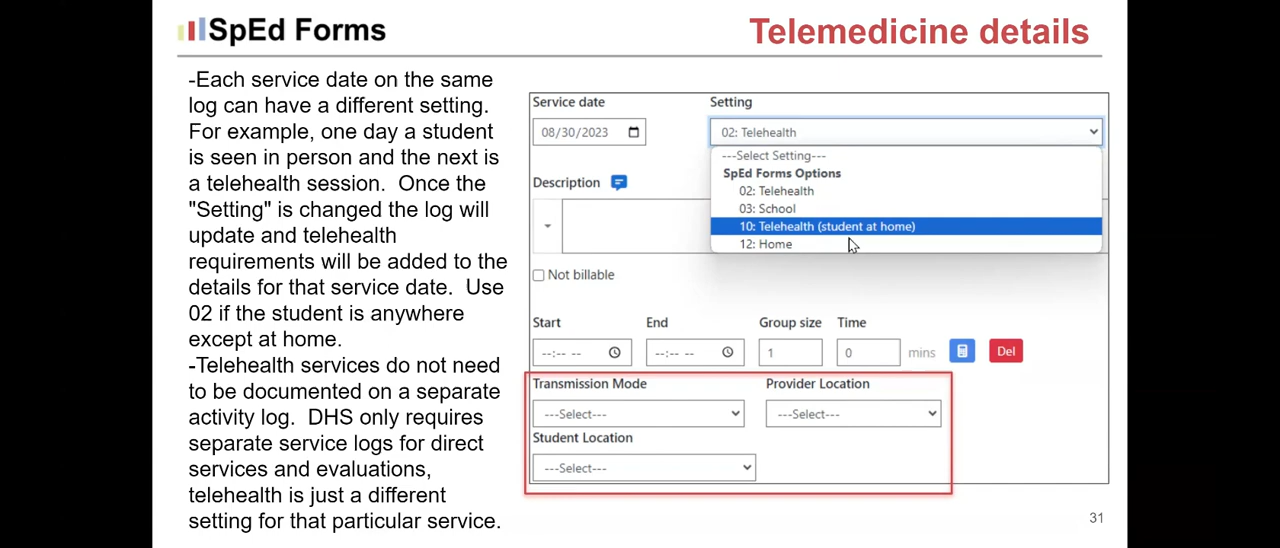 SpEd Forms
Telemedicine details
-Each service date on the same
log can have a different setting.
For example, one day a student
is seen in person and the next is
a telehealth session.  Once the
"Setting" is changed the log will
update and telehealth
requirements will be added to the
details for that service date.  Use
02 if the student is anywhere
except at home.
-Telehealth services do not need
to be documented on a separate
activity log.  DHS only requires
separate service logs for direct
services and evaluations,
telehealth is just a different
setting for that particular service.
Service date
Setting
08/30/2023
02: Telehealth
---Select Setting---
SpEd Forms Options
02: Telehealth
03: School
10: Telehealth (student at home)
12: Home
Description
Not billable
Start
End
Group size
Time
--:-- --
--:-- --
1
0
mins
Del
Transmission Mode
Provider Location
---Select---
---Select---
Student Location
---Select---
31